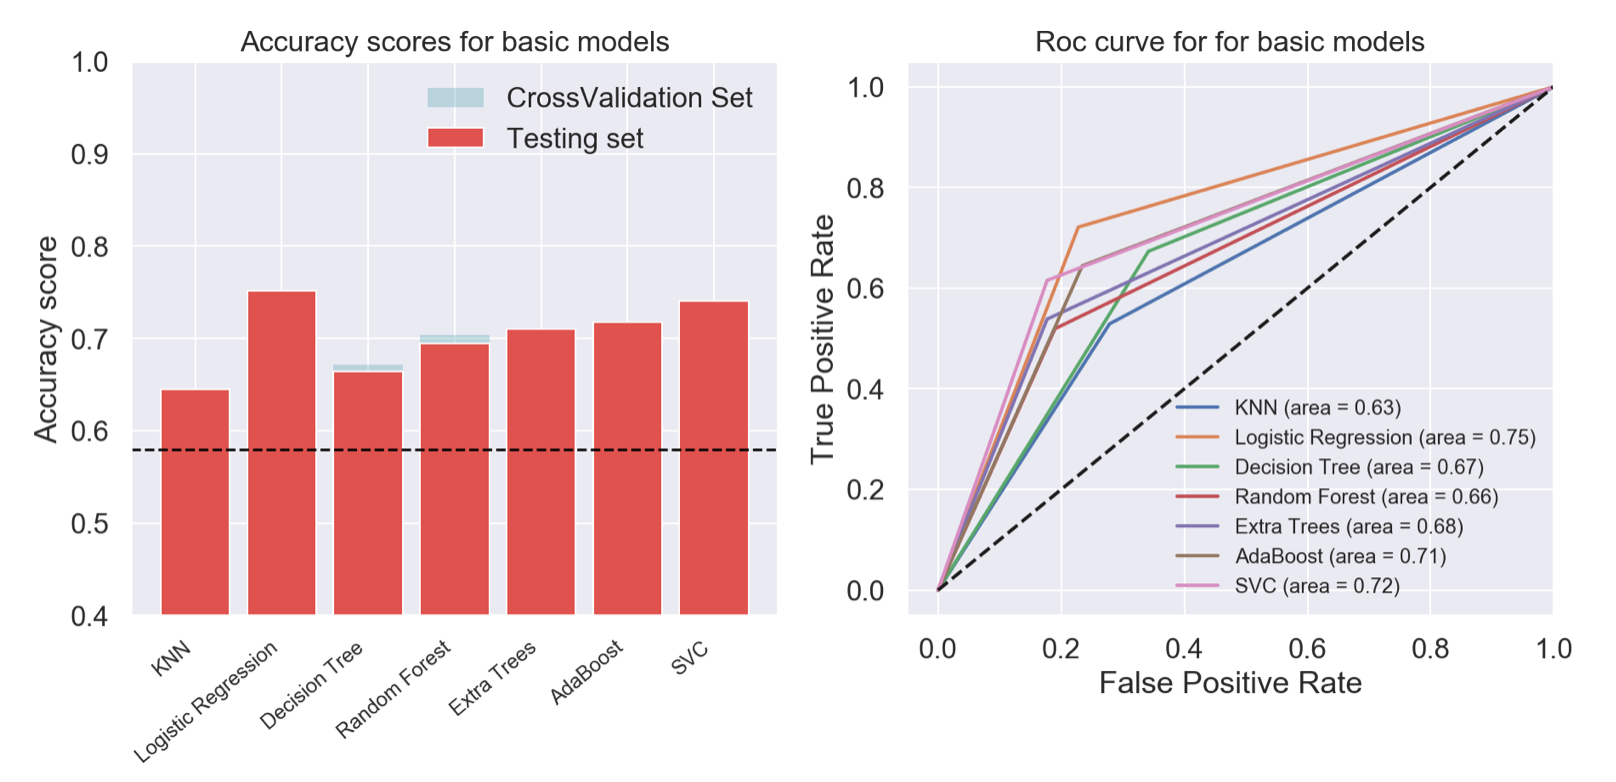 Accuracy scores for basic models
1.0
0.9
0.8
0.7
0.6
0.5
0.4
Accuracy score
CrossValidation Set
Testing set
KNN
Logistic Regression
Decision Tree
Random Forest
Extra Trees
AdaBoost
SVC
Roc curve for for basic models
1.0
0.8
0.6
0.4
0.2
0.0
True Positive Rate
KNN (area = 0.63)
Logistic Regression (area = 0.75)
Decision Tree (area = 0.67)
Random Forest (area = 0.66)
Extra Trees (area = 0.68)
AdaBoost (area = 0.71)
SVC (area = 0.72)
0.0 0.2 0.4 0.6 0.8 1.0
False Positive Rate